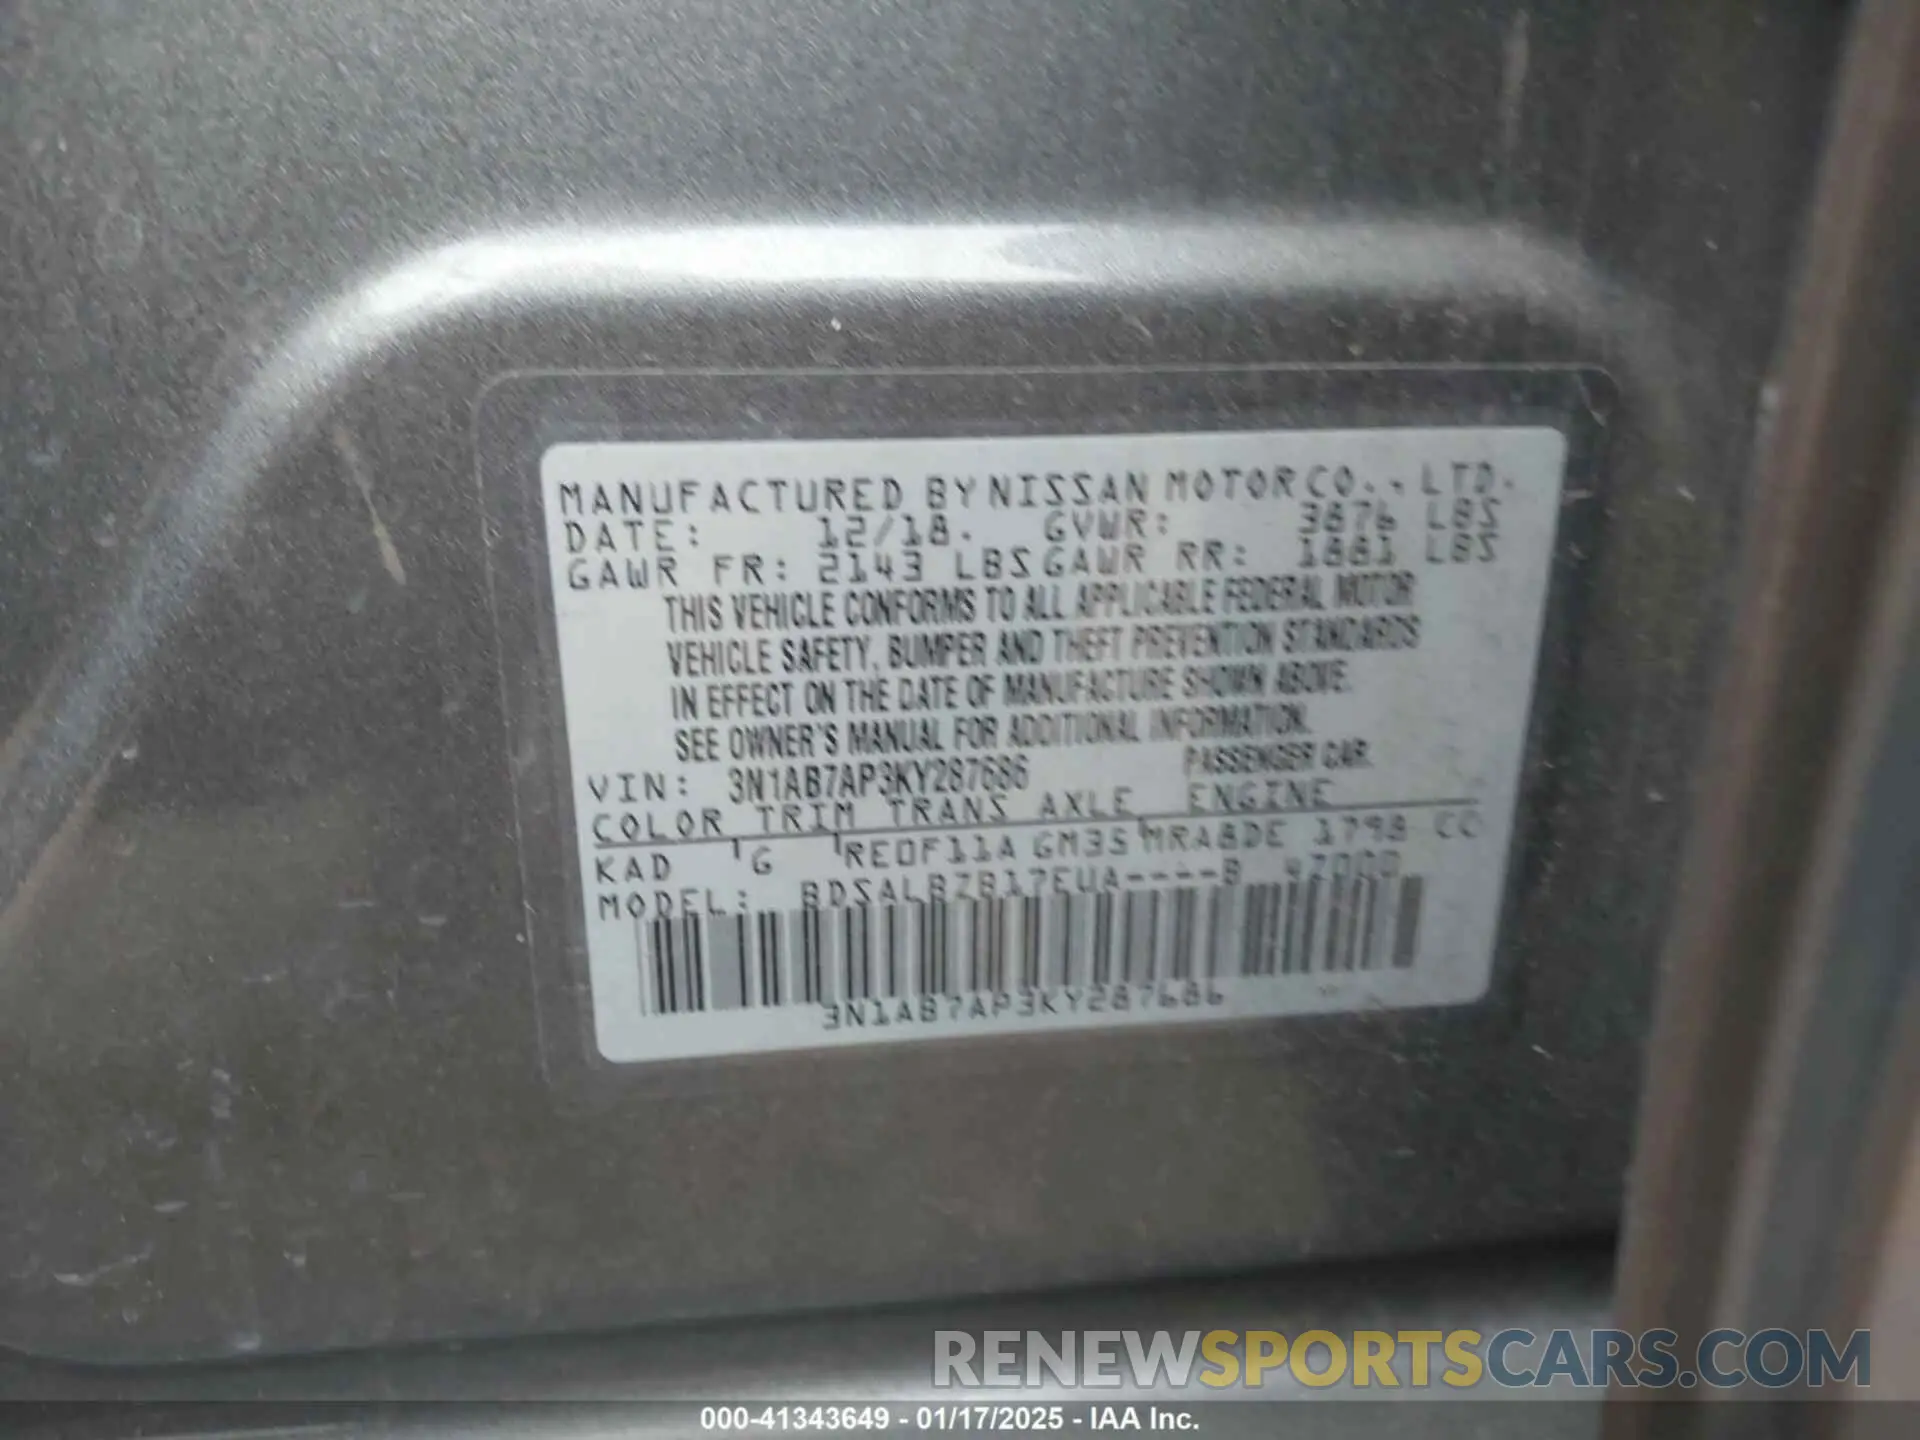 MANUFACTURED BY NISSAN MOTOR CO., LTD.
DATE: 12/18. GVWR: 3876 LBS
GAWR FR: 2143 LBS GAWR RR: 1881 LBS
THIS VEHICLE CONFORMS TO ALL APPLICABLE FEDERAL MOTOR
VEHICLE SAFETY, BUMPER AND THEFT PREVENTION STANDARDS
IN EFFECT ON THE DATE OF MANUFACTURE SHOWN ABOVE.
SEE OWNER'S MANUAL FOR ADDITIONAL INFORMATION.
VIN: 3N1AB7AP3KY287686 PASSENGER CAR.
COLOR TRIM TRANS AXLE ENGINE
KAD G RE0F11A GM35 MRA8DE 1798 CC
MODEL: BDSALBZB17EUA----B
3N1AB7AP3KY287686
RENEWSPORTSCARS.COM
000-41343649 - 01/17/2025 - IAA Inc.